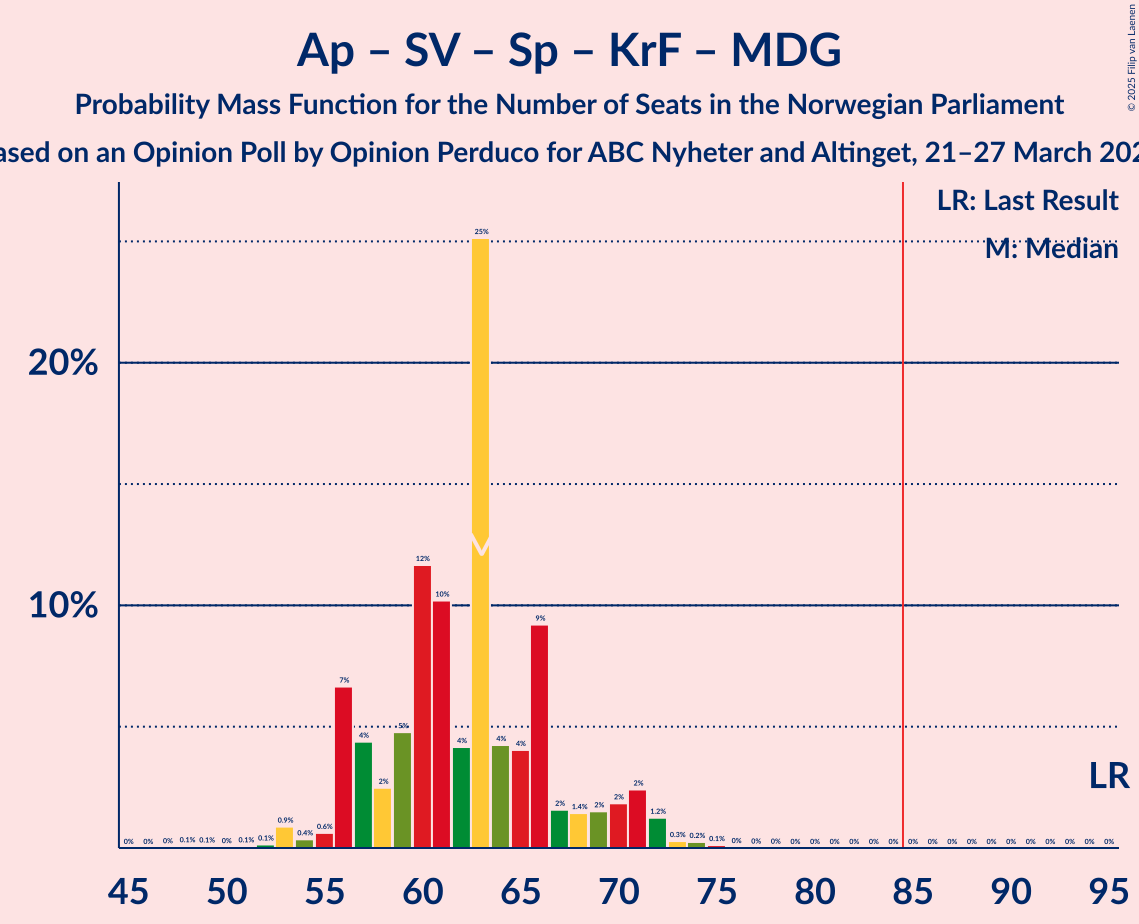 Ap – SV – Sp – KrF – MDG
Probability Mass Function for the Number of Seats in the Norwegian Parliament
on an Opinion Poll by Opinion Perduco for ABC Nyheter and Altinget, 21–27 March
© 2025 Filip van Laenen
LR: Last Result
M: Median
25%
20%
12%
10%
10%
9%
7%
4% 2% 5% 4% 4% 4% 2% 1.4% 2% 2% 2% 1.2%
0% 0% 0% 0.1% 0.1% 0% 0.1% 0.1% 0.9% 0.4% 0.6% 0.3% 0.2% 0.1% 0% 0% 0% 0% 0% 0% 0% 0% 0% 0% 0% 0% 0% 0% 0% 0% 0% 0% 0% 0%
M
LR
45 50 55 60 65 70 75 80 85 90 95